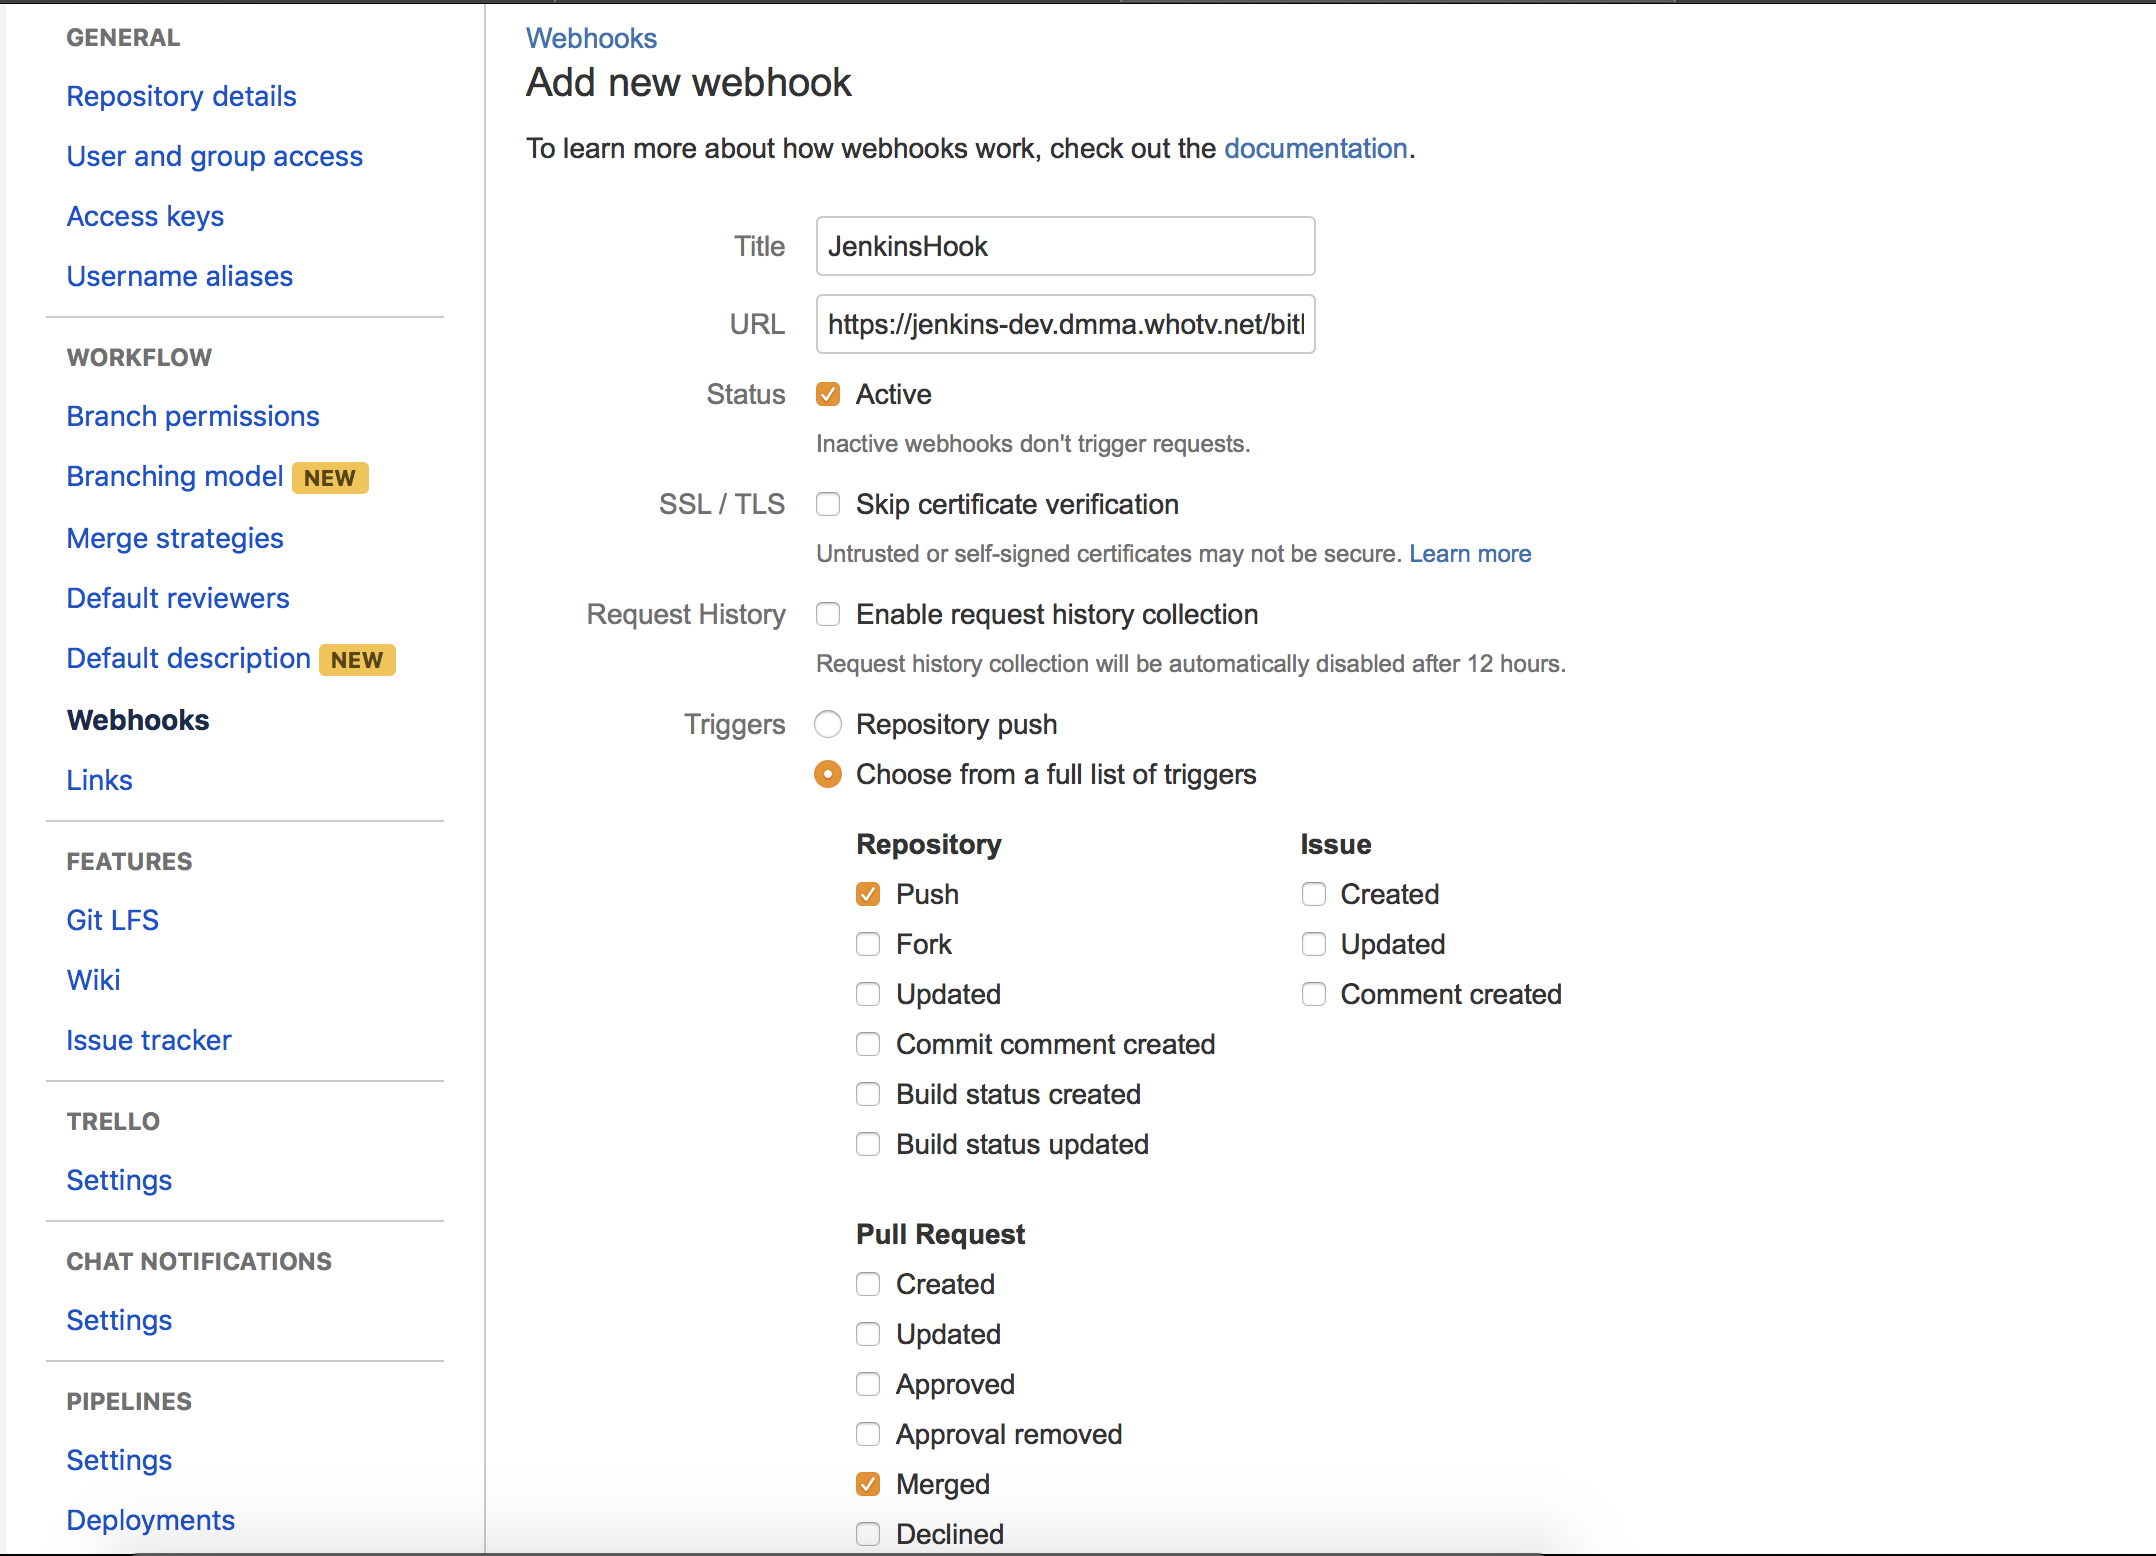 GENERAL
Repository details
User and group access
Access keys
Username aliases
WORKFLOW
Branch permissions
Branching model NEW
Merge strategies
Default reviewers
Default description NEW
Webhooks
Links
FEATURES
Git LFS
Wiki
Issue tracker
TRELLO
Settings
CHAT NOTIFICATIONS
Settings
PIPELINES
Settings
Deployments
Webhooks
Add new webhook
To learn more about how webhooks work, check out the documentation.
Title JenkinsHook
URL https://jenkins-dev.dmma.whotv.net/bit
Status Active
Inactive webhooks don't trigger requests.
SSL / TLS Skip certificate verification
Untrusted or self-signed certificates may not be secure. Learn more
Request History Enable request history collection
Request history collection will be automatically disabled after 12 hours.
Triggers Repository push
Choose from a full list of triggers
Repository
Push
Fork
Updated
Commit comment created
Build status created
Build status updated
Issue
Created
Updated
Comment created
Pull Request
Created
Updated
Approved
Approval removed
Merged
Declined